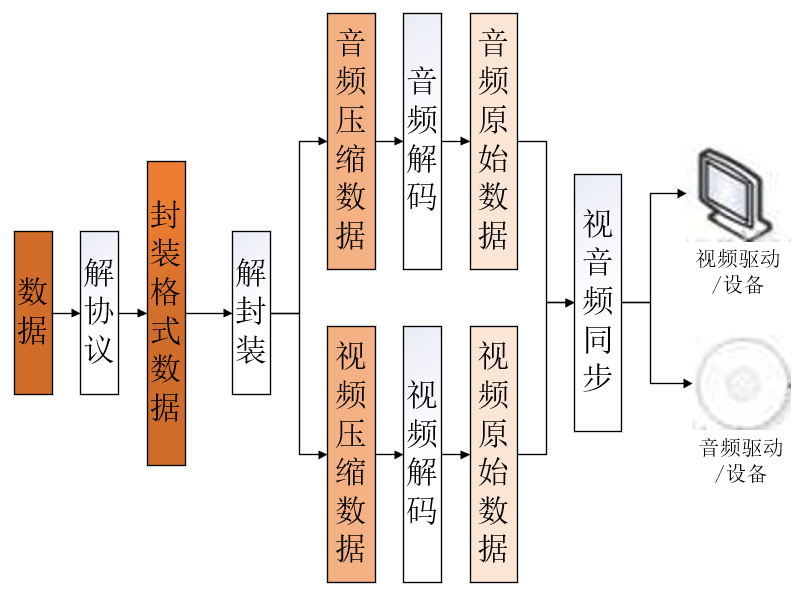 数据
解协议
封装格式数据
解封装
音频压缩数据
音频解码
音频原始数据
视频压缩数据
视频解码
视频原始数据
视音频同步
视频驱动
/设备
音频驱动
/设备